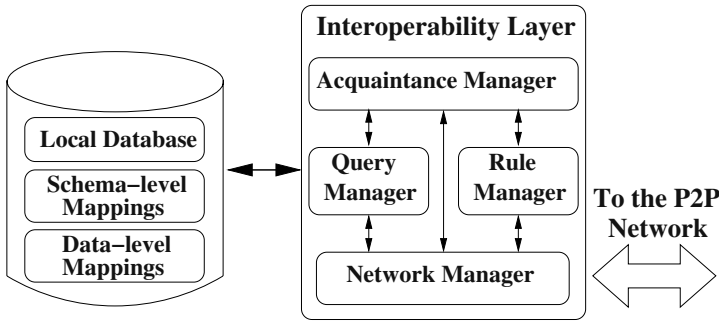 Interoperability Layer
Acquaintance Manager
Local Database
Schema−level
Mappings
Data−level
Mappings
Query
Manager
Rule
Manager
Network Manager
To the P2P
Network